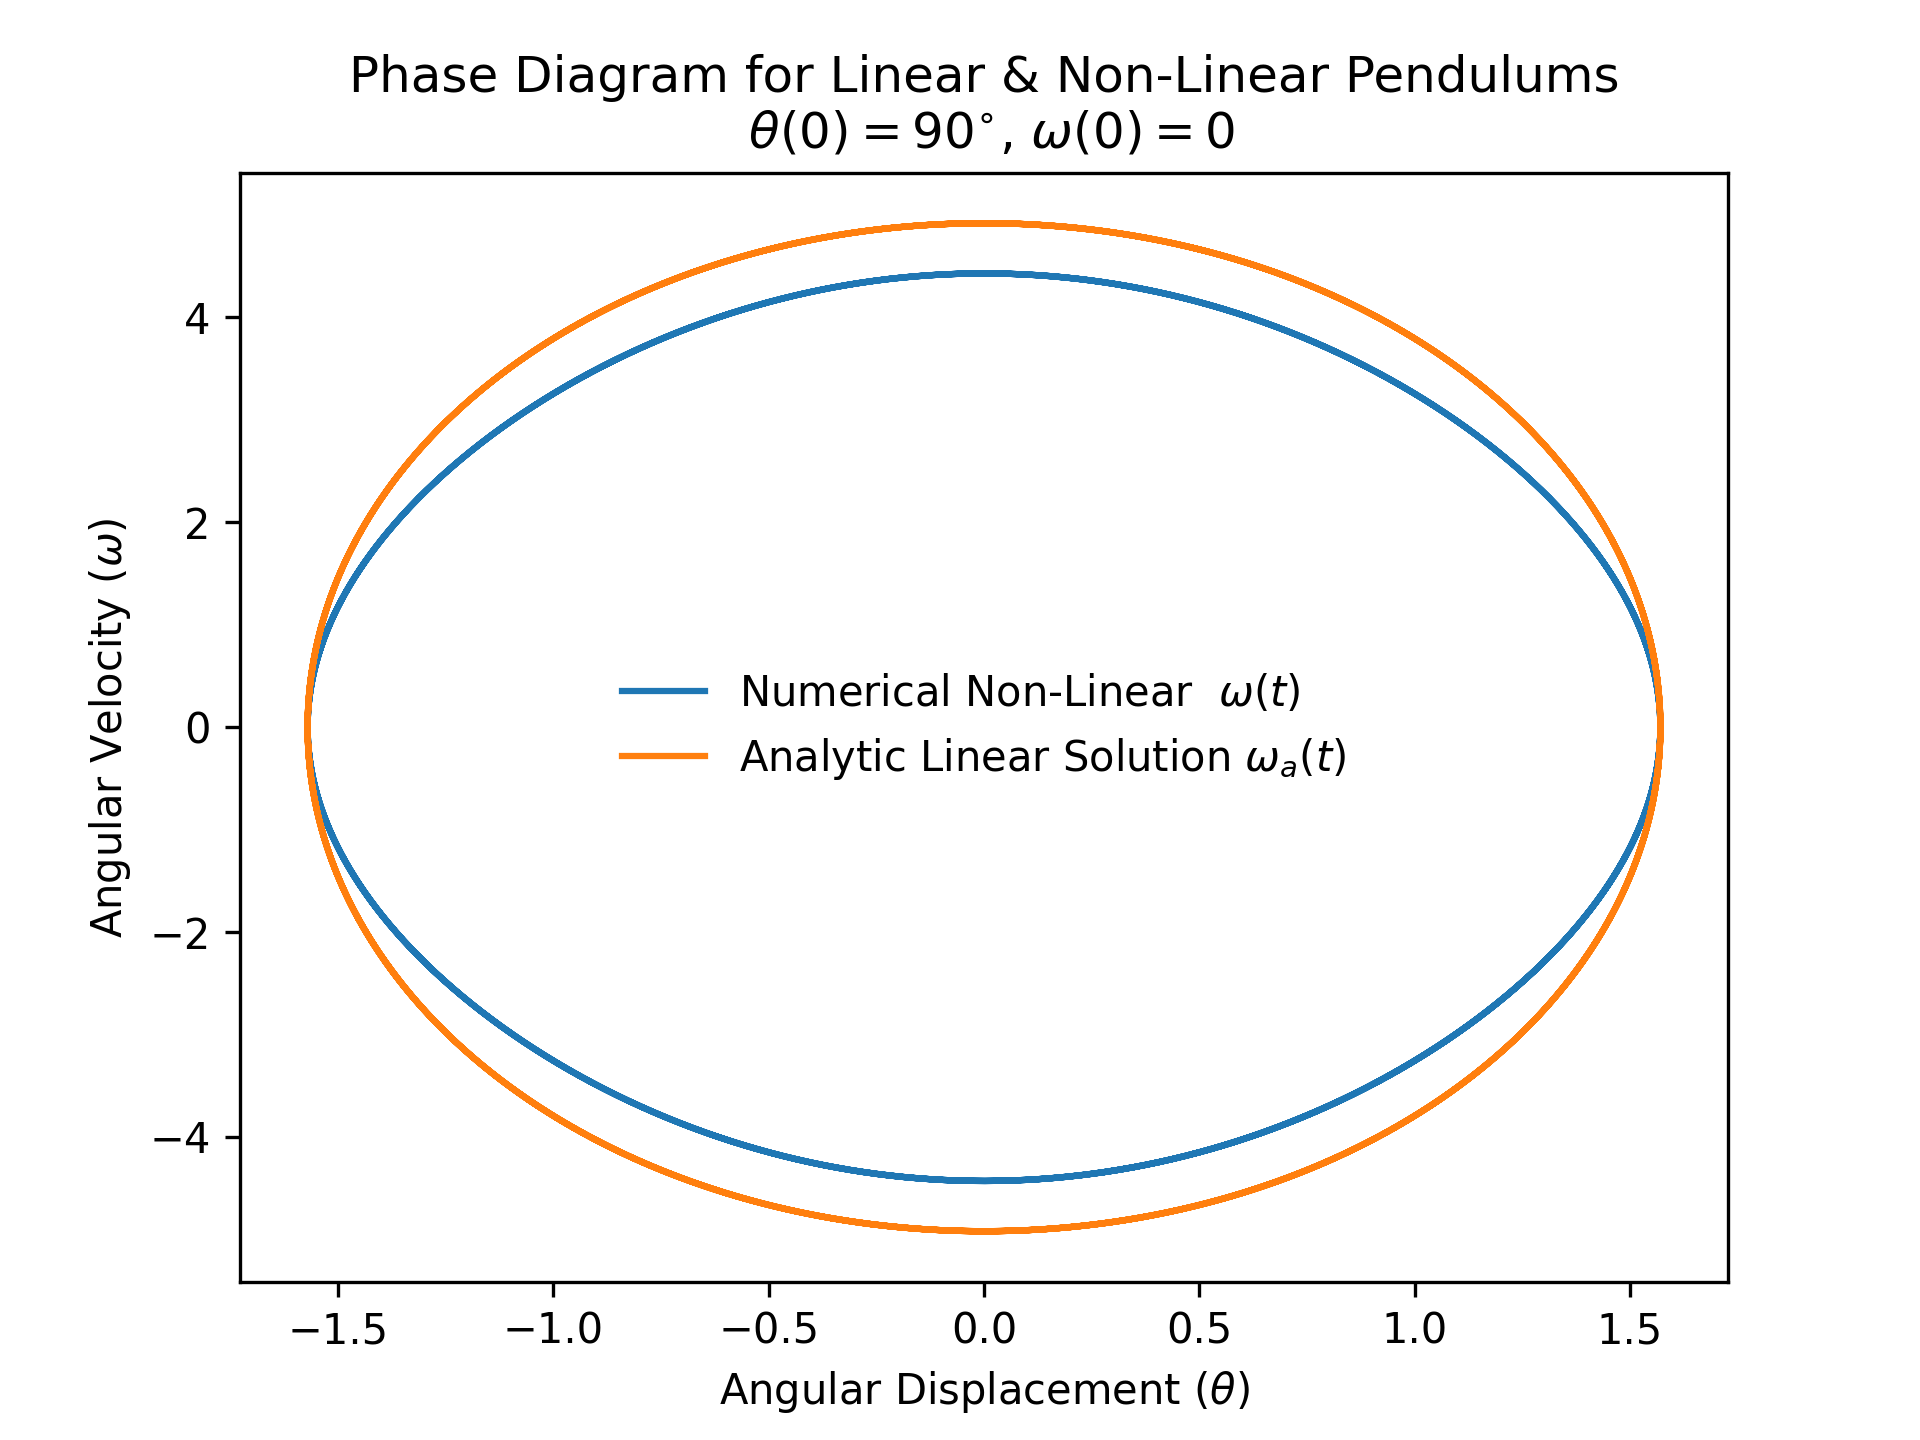 Phase Diagram for Linear & Non-Linear Pendulums
θ(0) = 90°, ω(0) = 0
4
2
0
−2
−4
Angular Velocity (ω)
Numerical Non-Linear  ω(t)
Analytic Linear Solution ωₐ(t)
−1.5 −1.0 −0.5 0.0 0.5 1.0 1.5
Angular Displacement (θ)